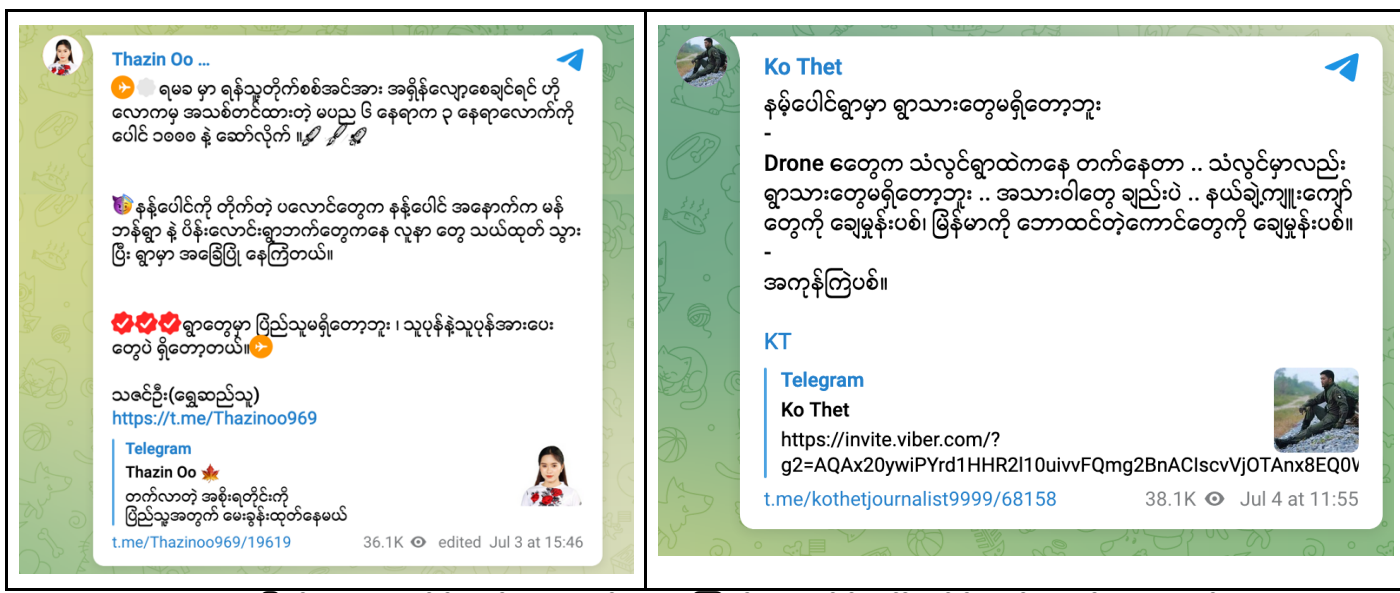 Thazin Oo ...
ရမခ မှာ ရန်သူ့တိုက်စစ်အင်အား အရှိန်လျော့စေချင်ရင် ဟို
လောကမှ အသစ်တင်ထားတဲ့ မပည ၆ နေရာက ၃ နေရာလောက်ကို
ပေါင် ၁၀၀၀ နဲ့ ဆော်လိုက် ။
နန့်ပေါင်ကို တိုက်တဲ့ ပလောင်တွေက နန့်ပေါင် အနောက်က မန်
ဘန်ရွာ နဲ့ ပိန်းလောင်းရွာဘက်တွေကနေ လူနာ တွေ သယ်ထုတ် သွား
ပြီး ရွာမှာ အခြေပြု နေကြတယ်။
ရွာတွေမှာ ပြည်သူမရှိတော့ဘူး ၊ သူပုန်နဲ့သူပုန်အားပေး
တွေပဲ ရှိတော့တယ်။
သဇင်ဦး(ရွှေဆည်သူ)
https://t.me/Thazinoo969
Telegram
Thazin Oo
တက်လာတဲ့ အစိုးရတိုင်းကို
ပြည်သူ့အတွက် မေးခွန်းထုတ်နေမယ်
t.me/Thazinoo969/19619 36.1K edited Jul 3 at 15:46
Ko Thet
နမ့်ပေါင်ရွာမှာ ရွာသားတွေမရှိတော့ဘူး
-
Drone တွေက သံလွင်ရွာထဲကနေ တက်နေတာ .. သံလွင်မှာလည်း
ရွာသားတွေမရှိတော့ဘူး .. အသားဝါတွေ ချည်းပဲ .. နယ်ချဲ့ကျူးကျော်
တွေကို ချေမှုန်းပစ်၊ မြန်မာကို ဘောထင်တဲ့ကောင်တွေကို ချေမှုန်းပစ်။
-
အကုန်ကြဲပစ်။
KT
Telegram
Ko Thet
https://invite.viber.com/?
t.me/kothetjournalist9999/68158 38.1K Jul 4 at 11:55